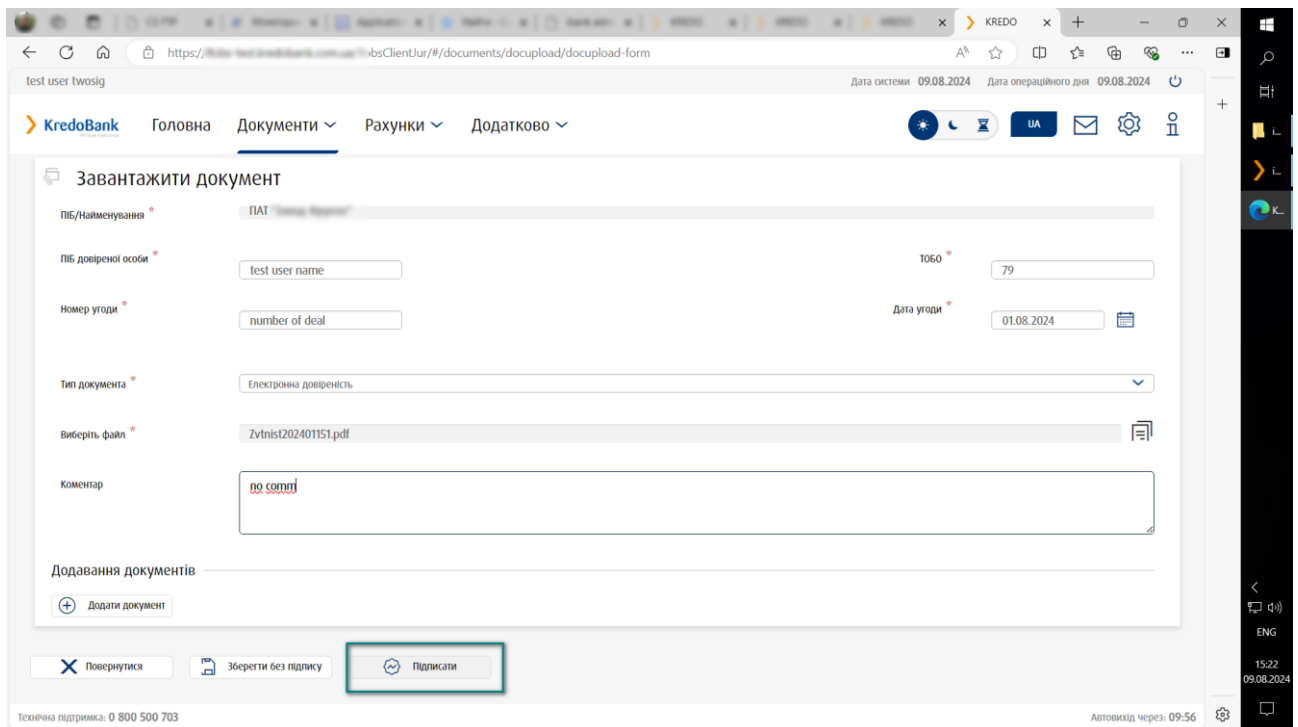 KREDO
https://
bsClientJur/#/documents/docupload/docupload-form
test user twosig
Дата системи 09.08.2024 Дата операційного дня 09.08.2024
KredoBank Головна Документи Рахунки Додатково UA
Завантажити документ
ПІБ/Найменування * ПАТ
ПІБ довіреної особи * test user name ТОБО * 79
Номер угоди * number of deal Дата угоди * 01.08.2024
Тип документа * Електронна довіреність
Виберіть файл * Zvtnist202401151.pdf
Коментар no comm
Додавання документів
Додати документ
Повернутися Зберегти без підпису Підписати
Технічна підтримка: 0 800 500 703 Автовихід через: 09:56
i...
i...
K...
ENG
15:22
09.08.2024